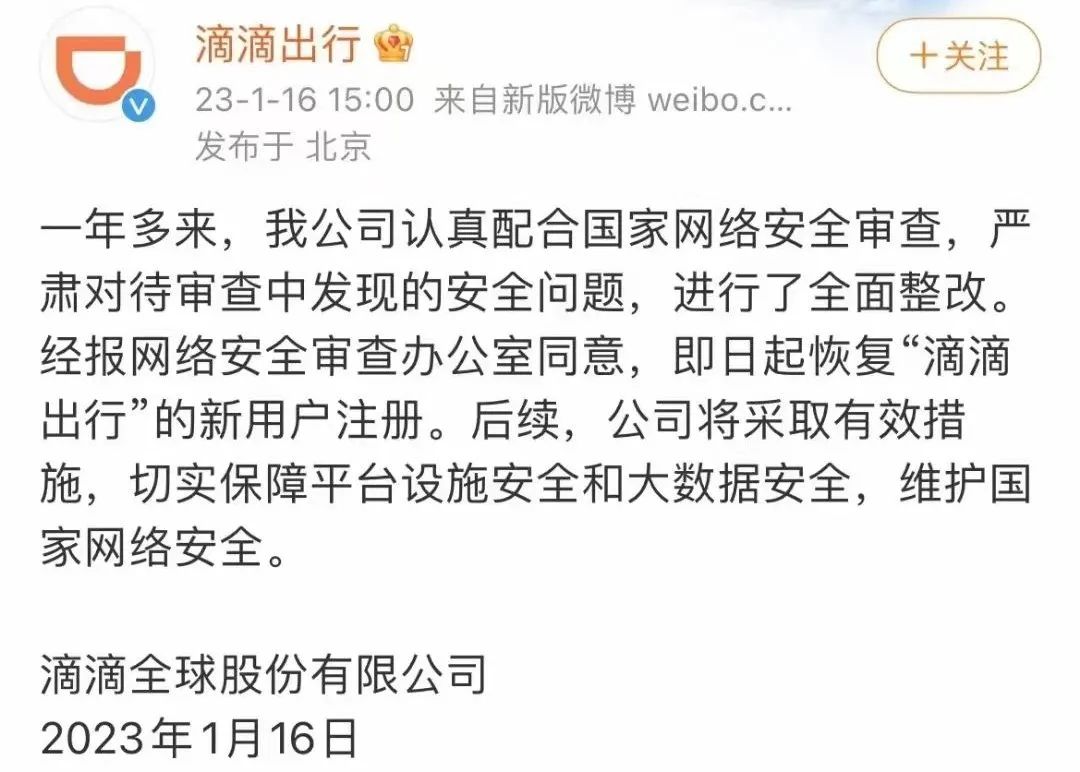 滴滴出行
+关注
23-1-16 15:00 来自新版微博 weibo.c...
发布于 北京
一年多来，我公司认真配合国家网络安全审查，严
肃对待审查中发现的安全问题，进行了全面整改。
经报网络安全审查办公室同意，即日起恢复“滴滴
出行”的新用户注册。后续，公司将采取有效措
施，切实保障平台设施安全和大数据安全，维护国
家网络安全。
滴滴全球股份有限公司
2023年1月16日